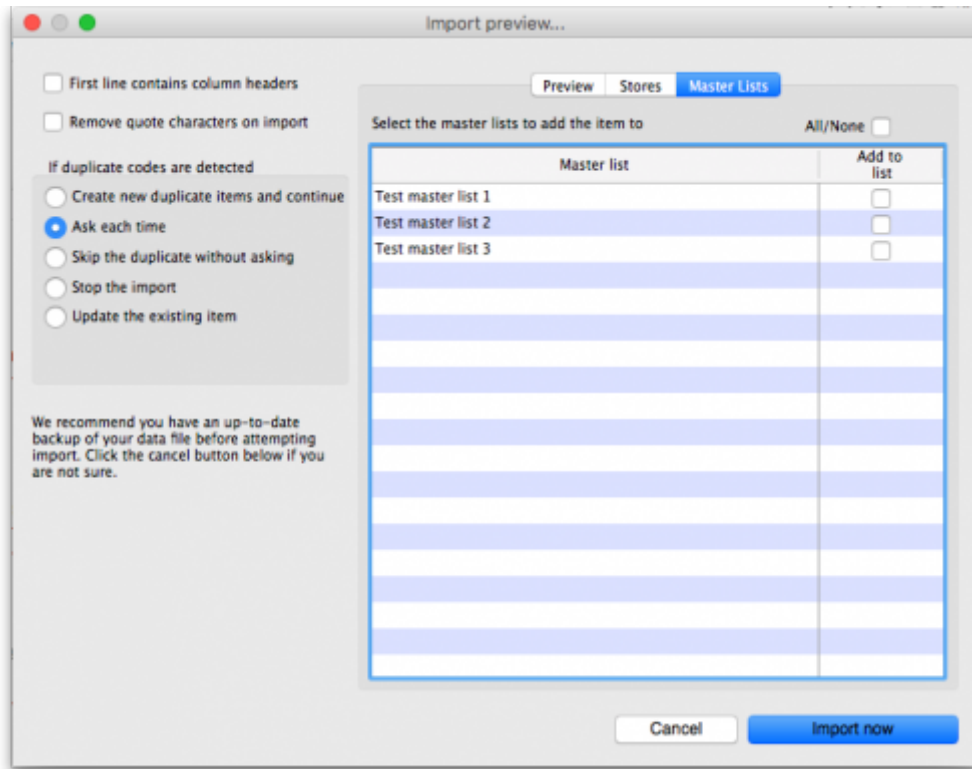 Import preview...
First line contains column headers
Remove quote characters on import
If duplicate codes are detected
Create new duplicate items and continue
Ask each time
Skip the duplicate without asking
Stop the import
Update the existing item
We recommend you have an up-to-date
backup of your data file before attempting
import. Click the cancel button below if you
are not sure.
Preview Stores Master Lists
Select the master lists to add the item to All/None
Master list Add to
list
Test master list 1
Test master list 2
Test master list 3
Cancel Import now